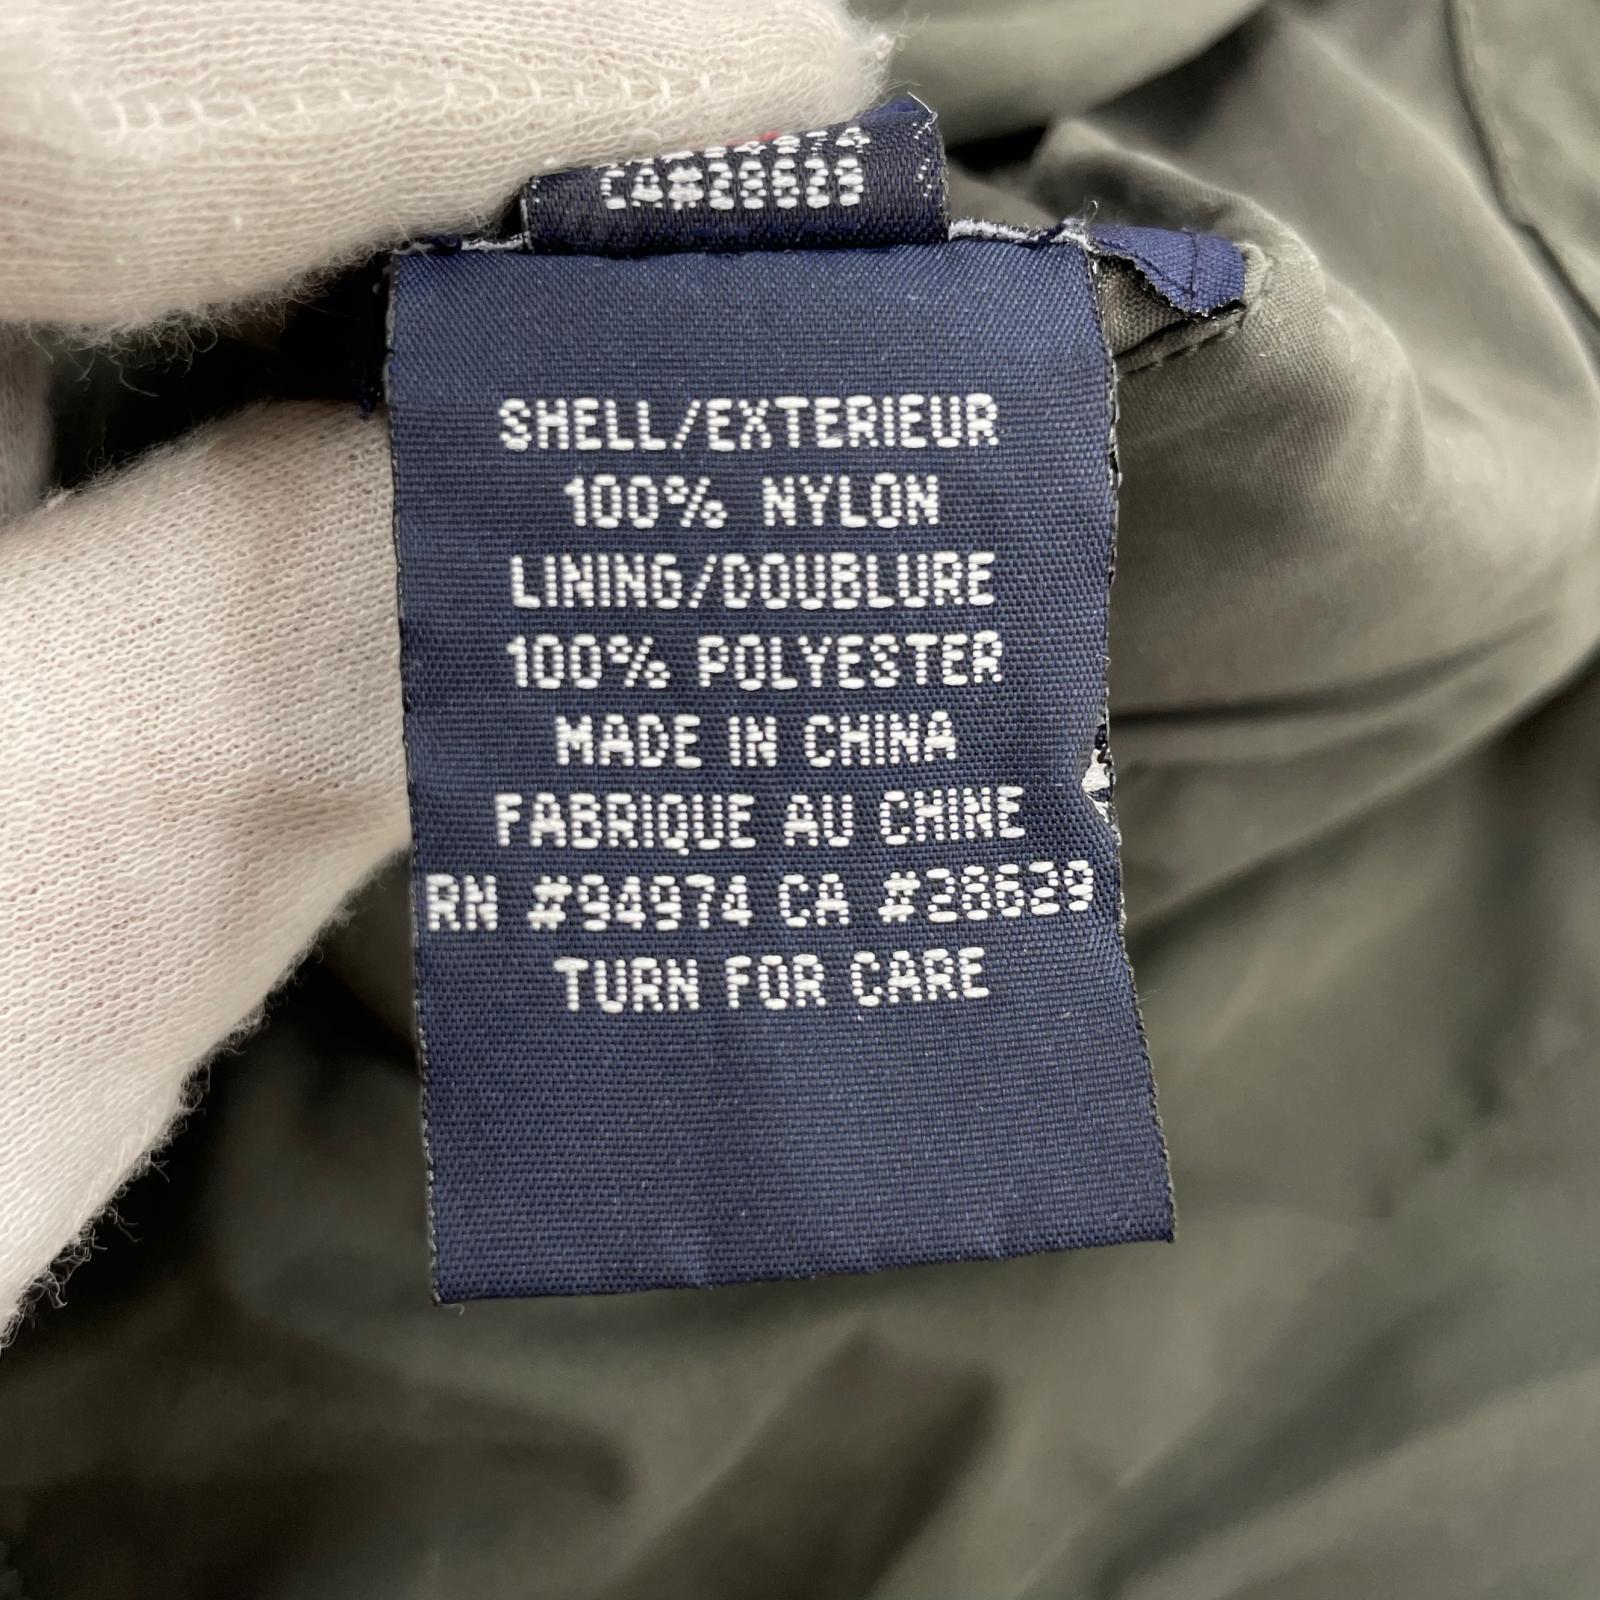 CA#28629
SHELL/EXTERIEUR
100% NYLON
LINING/DOUBLURE
100% POLYESTER
MADE IN CHINA
FABRIQUE AU CHINE
RN #94974 CA #28629
TURN FOR CARE